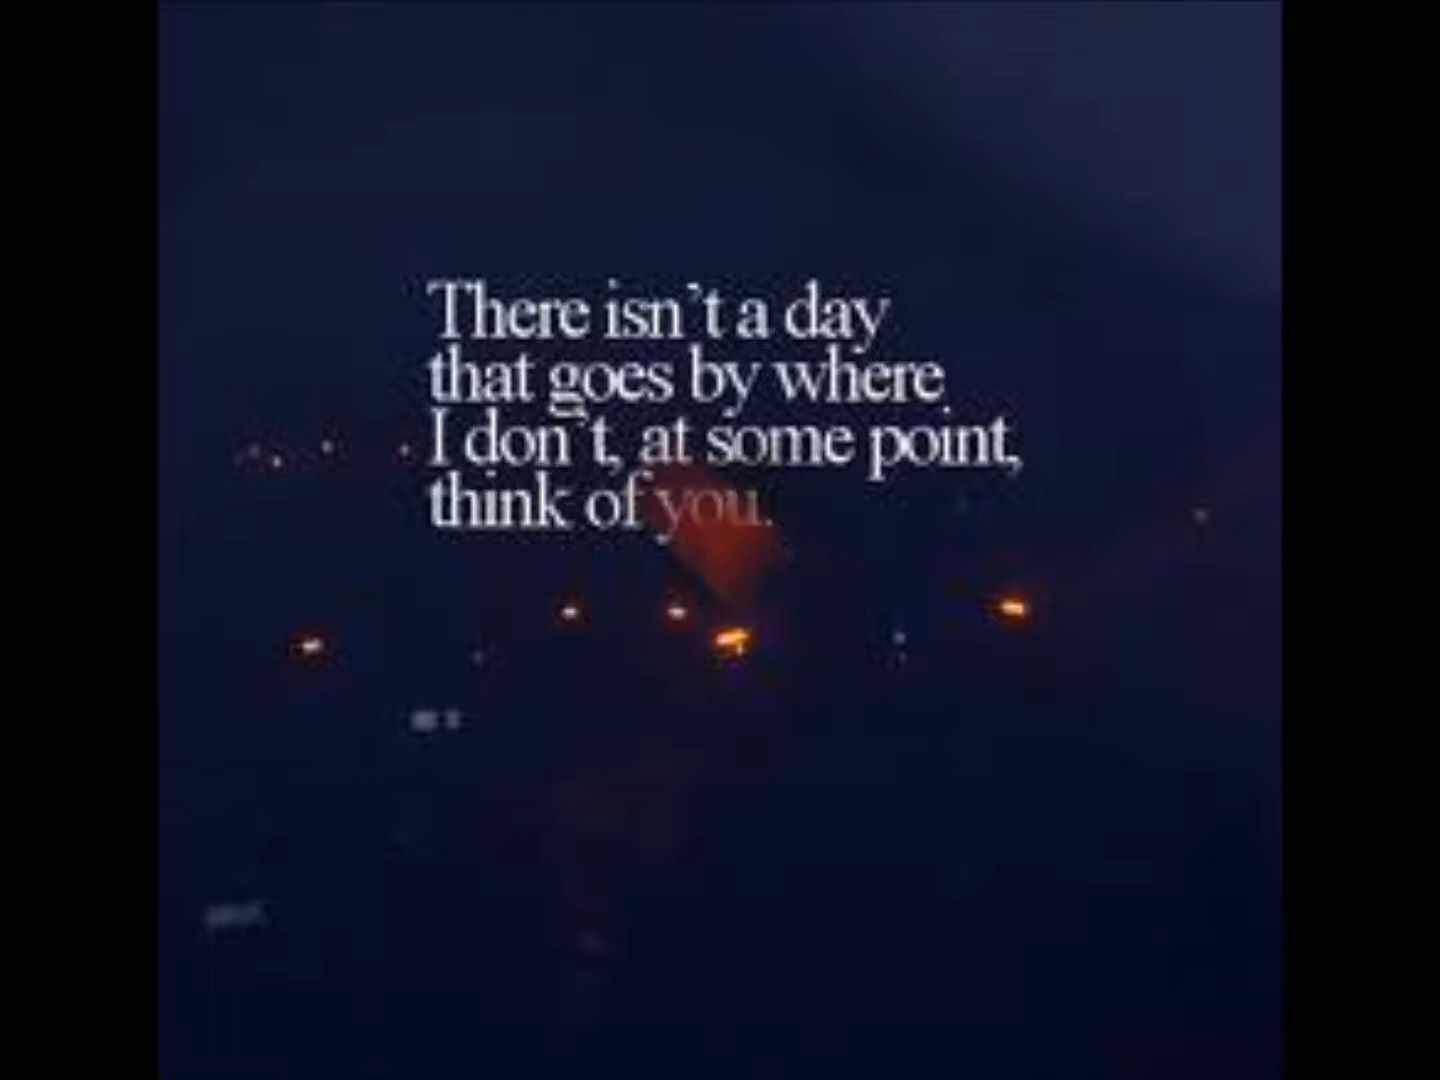 There isn't a day
that goes by where
I don't, at some point,
think of you.